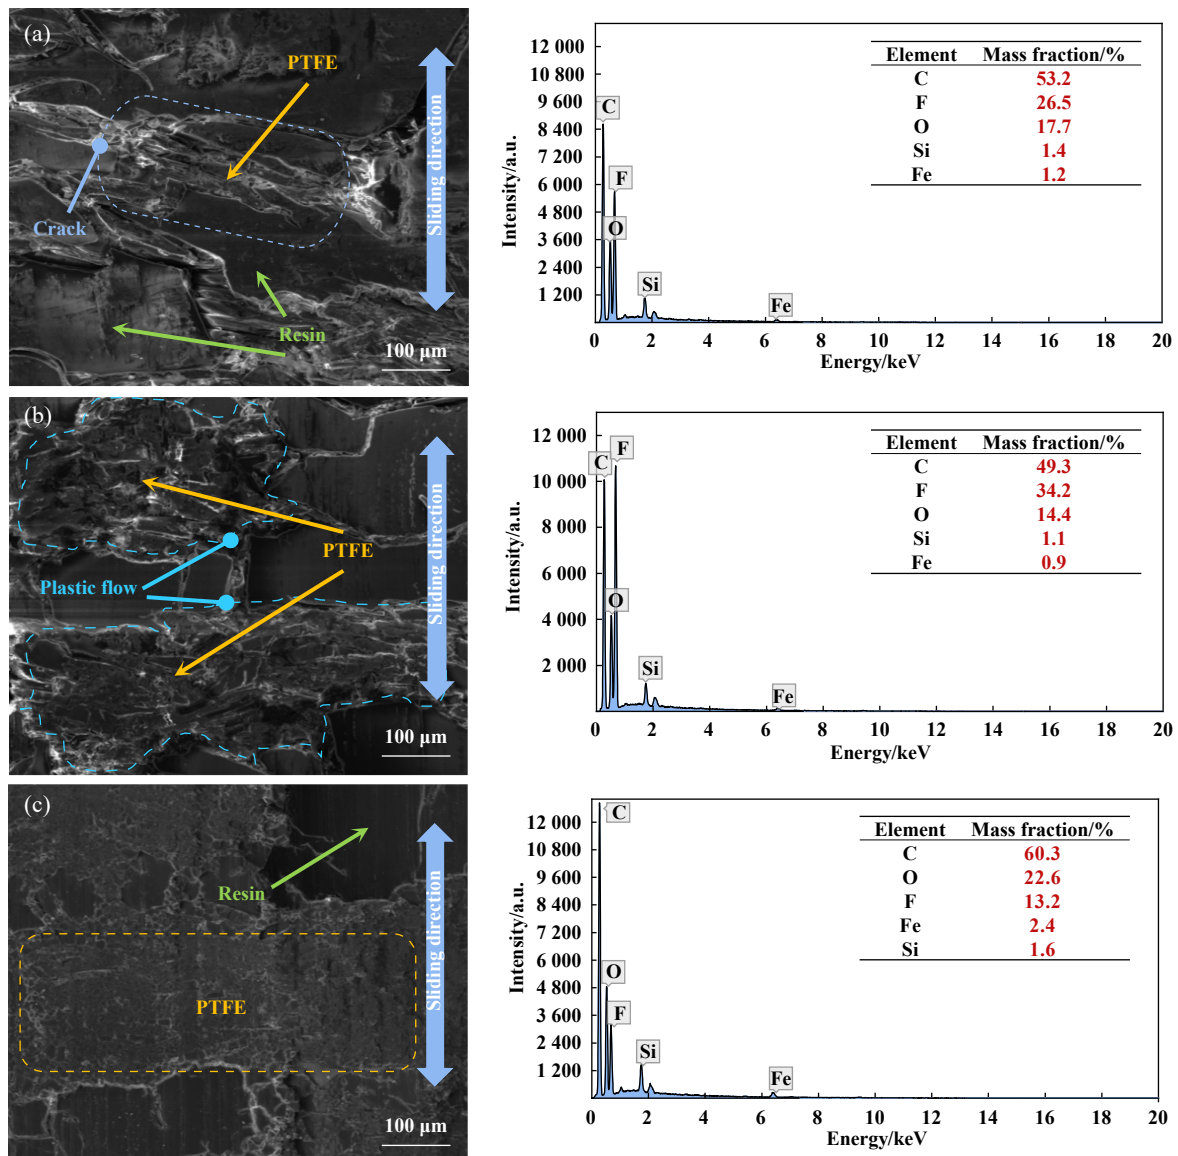 (a)
PTFE
Crack
Resin
Sliding direction
100 μm
12 000
10 800
9 600
8 400
7 200
6 000
4 800
3 600
2 400
1 200
Intensity/a.u.
C
F
O
Si
Fe
0 2 4 6 8 10 12 14 16 18 20
Energy/keV
Element Mass fraction/%
C 53.2
F 26.5
O 17.7
Si 1.4
Fe 1.2
(b)
PTFE
Plastic flow
Sliding direction
100 μm
12 000
10 000
8 000
6 000
4 000
2 000
Intensity/a.u.
F
C
O
Si
Fe
0 2 4 6 8 10 12 14 16 18 20
Energy/keV
Element Mass fraction/%
C 49.3
F 34.2
O 14.4
Si 1.1
Fe 0.9
(c)
Resin
PTFE
Sliding direction
100 μm
12 000
10 800
9 600
8 400
7 200
6 000
4 800
3 600
2 400
1 200
Intensity/a.u.
C
O
F
Si
Fe
0 2 4 6 8 10 12 14 16 18 20
Energy/keV
Element Mass fraction/%
C 60.3
O 22.6
F 13.2
Fe 2.4
Si 1.6